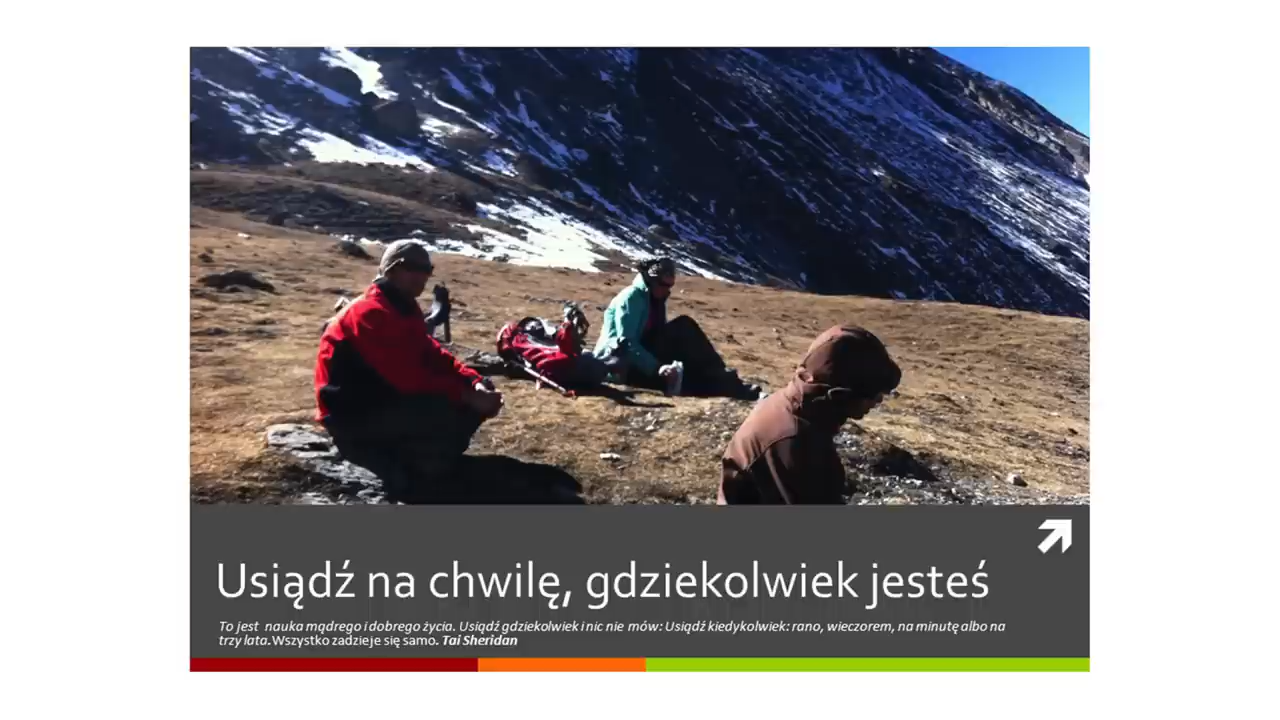 Usiądź na chwilę, gdziekolwiek jesteś
To jest nauka mądrego i dobrego życia. Usiądź gdziekolwiek i nic nie mów: Usiądź kiedykolwiek: rano, wieczorem, na minutę albo na
trzy lata. Wszystko zadzieje się samo. Tai Sheridan